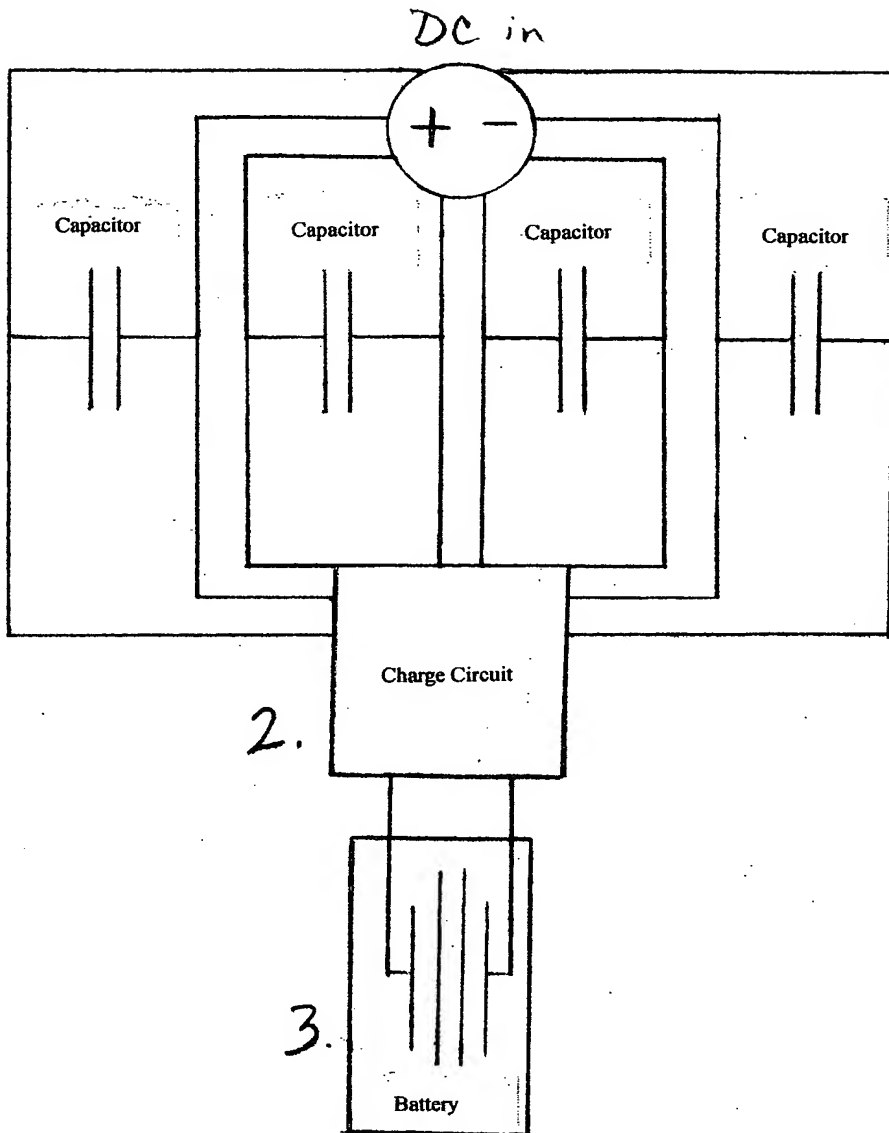 DC in
+ -
Capacitor Capacitor Capacitor Capacitor
Charge Circuit
2.
3.
Battery